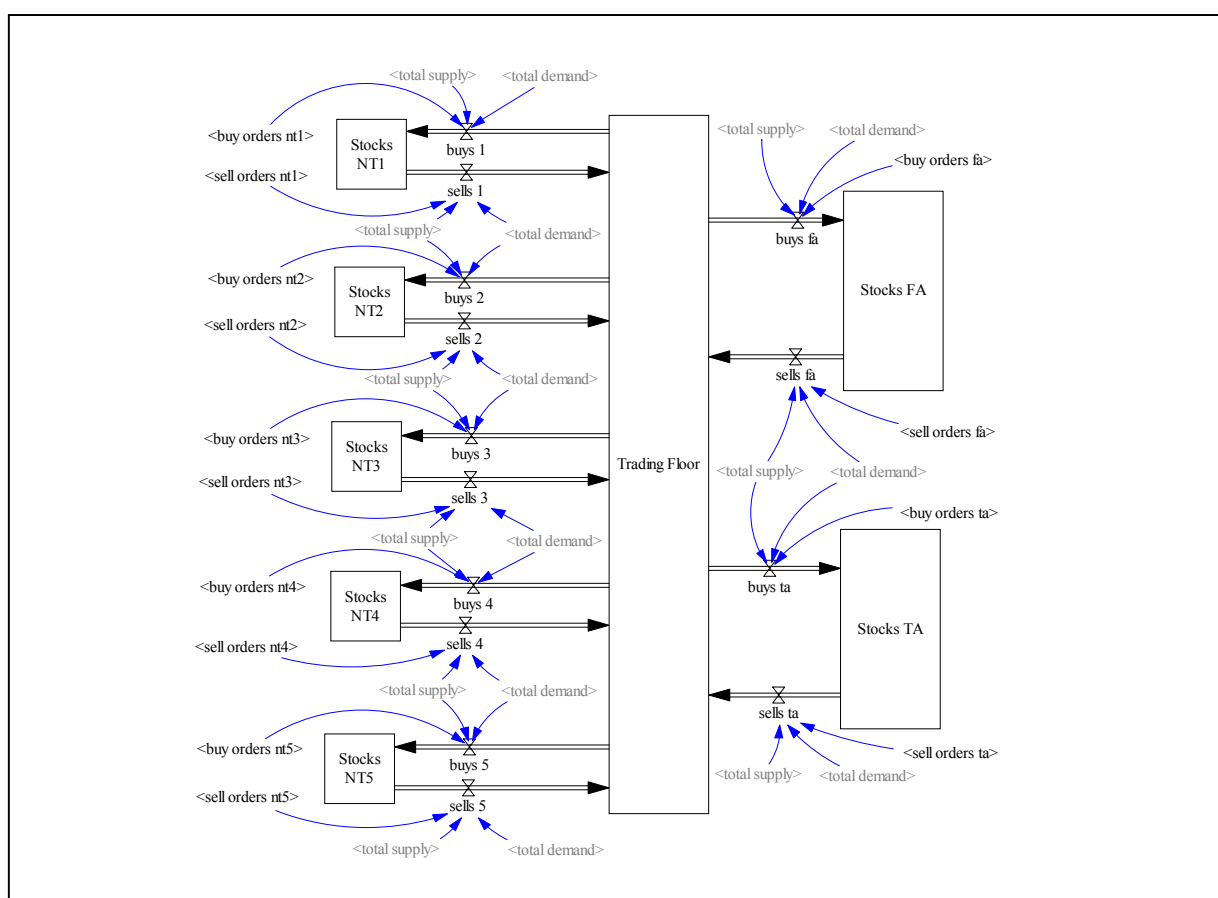 <total supply>
<total demand>
<buy orders nt1>
Stocks
NT1
buys 1
<sell orders nt1>
sells 1
<total supply>
<total demand>
<buy orders nt2>
Stocks
NT2
buys 2
<sell orders nt2>
sells 2
<total supply>
<total demand>
<buy orders nt3>
Stocks
NT3
buys 3
<sell orders nt3>
sells 3
<total supply>
<total demand>
<buy orders nt4>
Stocks
NT4
buys 4
<sell orders nt4>
sells 4
<total supply>
<total demand>
<buy orders nt5>
Stocks
NT5
buys 5
<sell orders nt5>
sells 5
<total supply>
<total demand>
Trading Floor
<total supply>
<total demand>
<buy orders fa>
buys fa
Stocks FA
sells fa
<sell orders fa>
<total supply>
<total demand>
<buy orders ta>
buys ta
Stocks TA
sells ta
<sell orders ta>
<total supply>
<total demand>